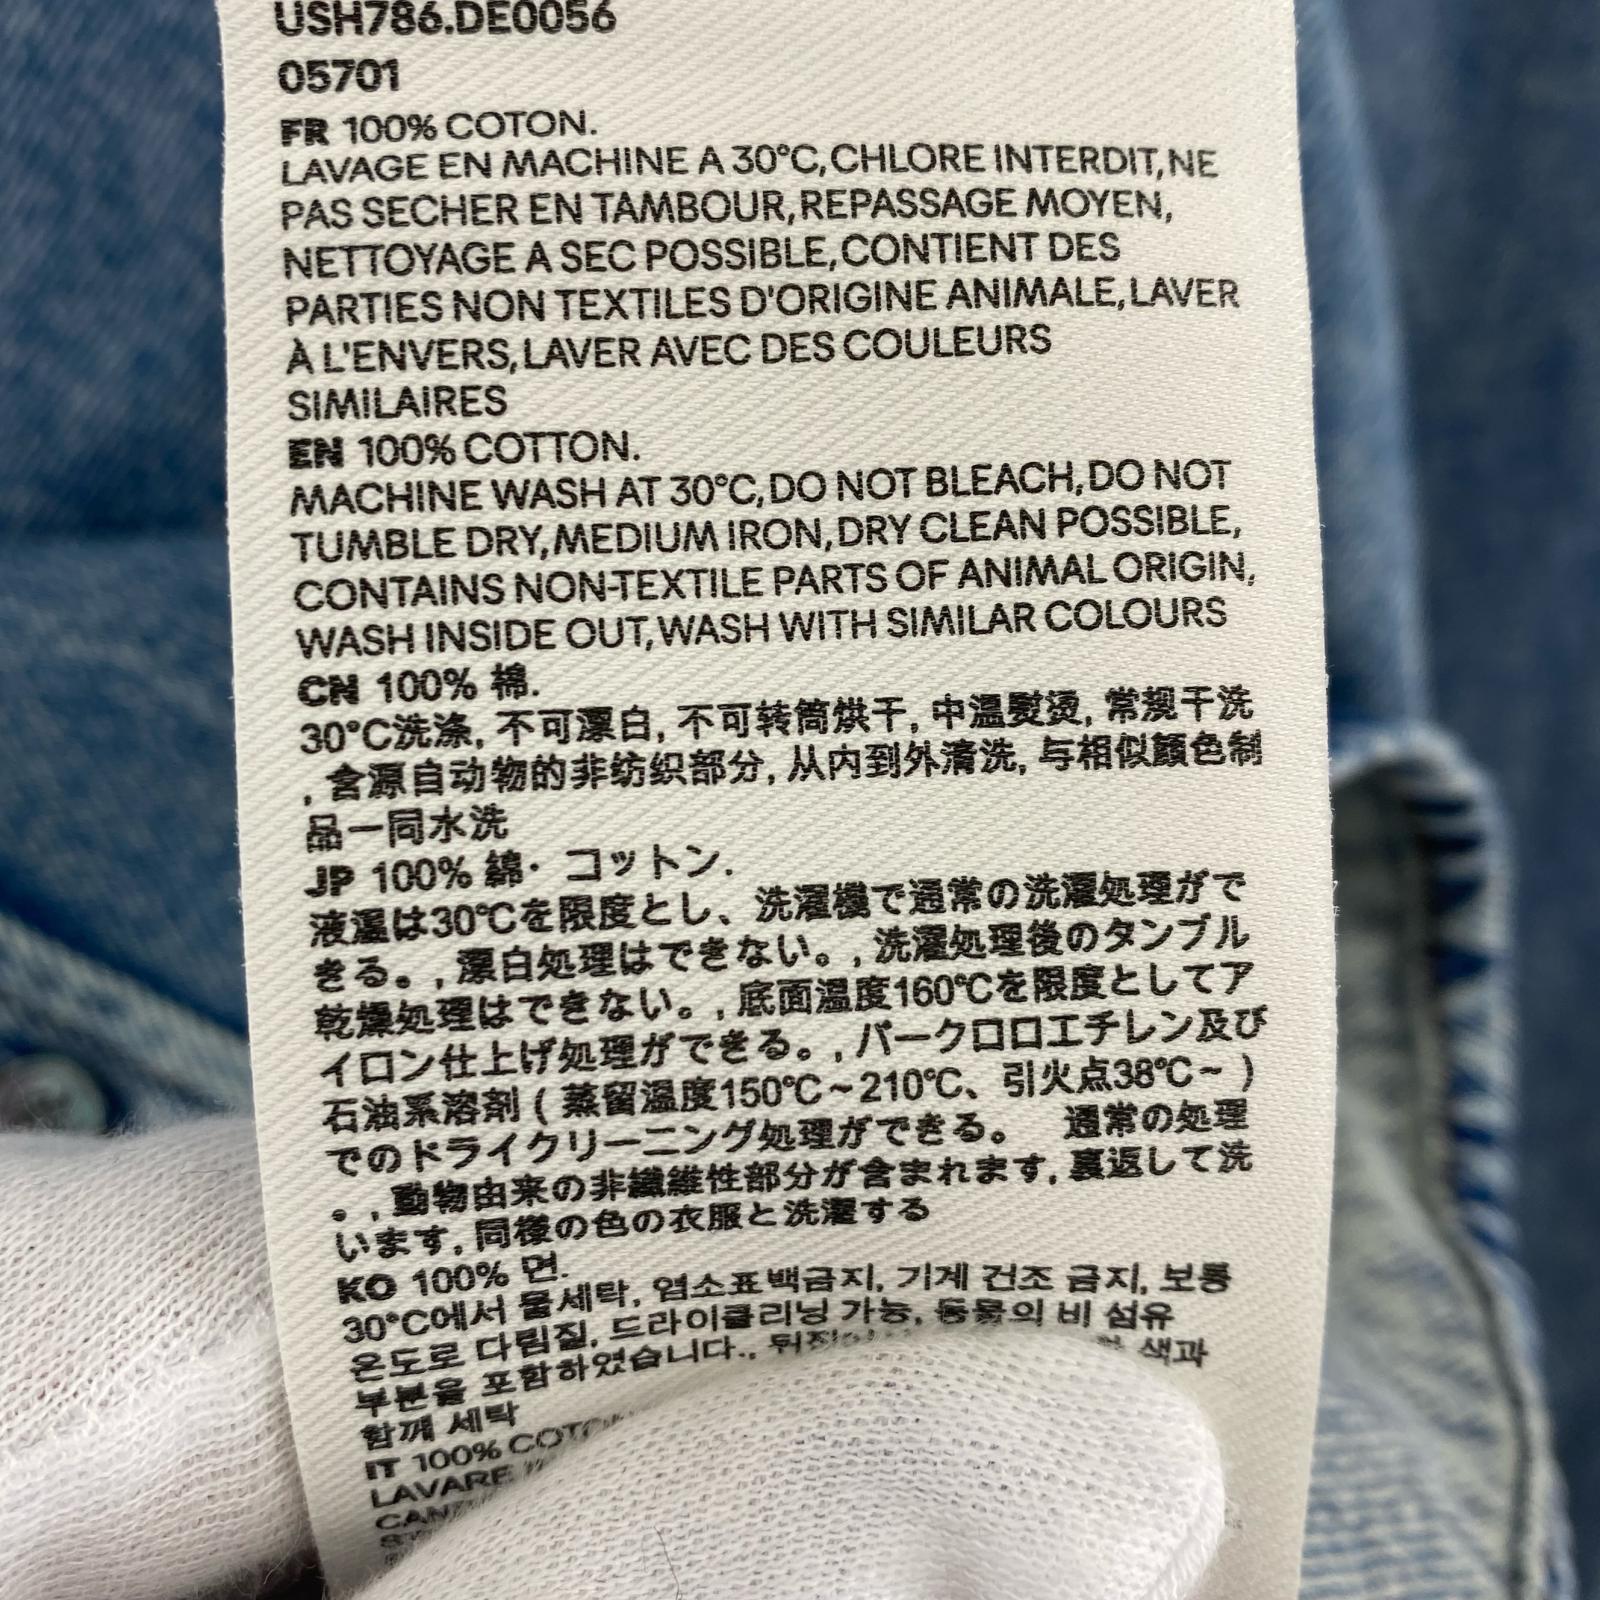 USH786.DE0056
05701
FR 100% COTON.
LAVAGE EN MACHINE A 30°C,CHLORE INTERDIT,NE
PAS SECHER EN TAMBOUR,REPASSAGE MOYEN,
NETTOYAGE A SEC POSSIBLE,CONTIENT DES
PARTIES NON TEXTILES D'ORIGINE ANIMALE,LAVER
À L'ENVERS,LAVER AVEC DES COULEURS
SIMILAIRES
EN 100% COTTON.
MACHINE WASH AT 30°C,DO NOT BLEACH,DO NOT
TUMBLE DRY,MEDIUM IRON,DRY CLEAN POSSIBLE,
CONTAINS NON-TEXTILE PARTS OF ANIMAL ORIGIN,
WASH INSIDE OUT,WASH WITH SIMILAR COLOURS
CN 100% 棉.
30°C洗涤, 不可漂白, 不可转筒烘干, 中温熨烫, 常规干洗
, 含源自动物的非纺织部分, 从内到外清洗, 与相似颜色制
品一同水洗
JP 100% 綿・ コットン.
液温は30℃を限度とし、洗濯機で通常の洗濯処理がで
きる。, 漂白処理はできない。, 洗濯処理後のタンブル
乾燥処理はできない。, 底面温度160℃を限度としてア
イロン仕上げ処理ができる。, パークロロエチレン及び
石油系溶剤 ( 蒸留温度150℃~210℃、引火点38℃~ )
でのドライクリーニング処理ができる。 通常の処理
。, 動物由来の非繊維性部分が含まれます, 裏返して洗
います, 同様の色の衣服と洗濯する
KO 100% 면.
30°C에서 물세탁, 염소표백금지, 기계 건조 금지, 보통
온도로 다림질, 드라이클리닝 가능, 동물의 비 섬유
부분을 포함하였습니다., 색과
함께 세탁
IT 100%
LAVARE